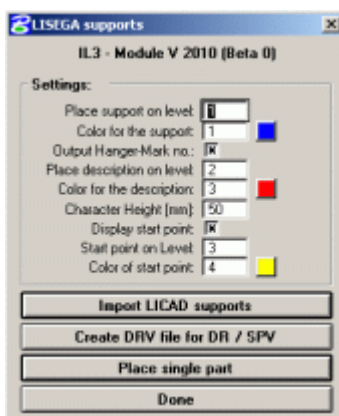 LISEGA supports
IL3 - Module V 2010 (Beta 0)
Settings:
Place support on level: 1
Color for the support: 1
Output Hanger-Mark no.:
Place description on level: 2
Color for the description: 3
Character Height [mm]: 50
Display start point:
Start point on Level: 3
Color of start point: 4
Import LICAD supports
Create DRV file for DR / SPV
Place single part
Done